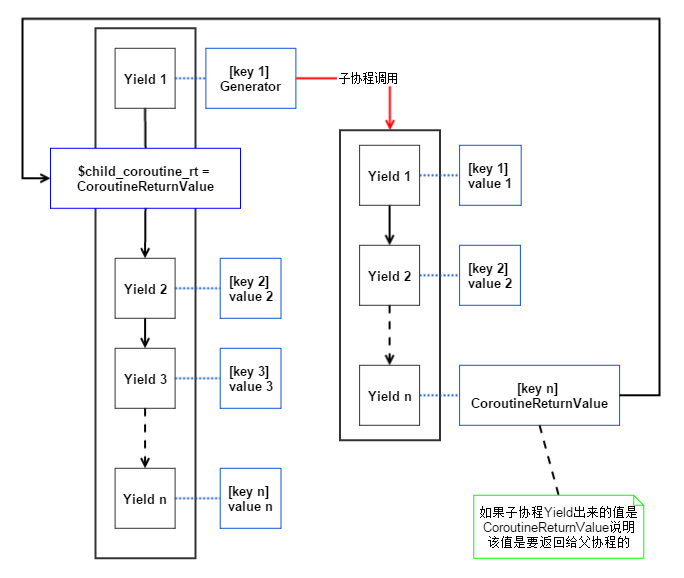 Yield 1
[key 1]
Generator
子协程调用
$child_coroutine_rt =
CoroutineReturnValue
Yield 2
[key 2]
value 2
Yield 3
[key 3]
value 3
Yield n
[key n]
value n
Yield 1
[key 1]
value 1
Yield 2
[key 2]
value 2
Yield n
[key n]
CoroutineReturnValue
如果子协程Yield出来的值是
CoroutineReturnValue说明
该值是要返回给父协程的